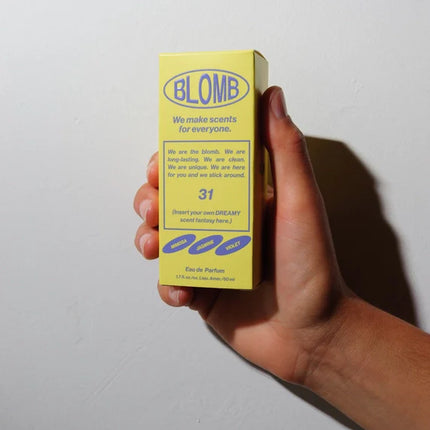 BLOMB
We make scents
for everyone.
We are the blomb. We are
long-lasting. We are clean.
We are unique. We are here
for you and we stick around.
31
(Insert your own DREAMY
scent fantasy here.)
MIMOSA JASMINE VIOLET
Eau de Parfum